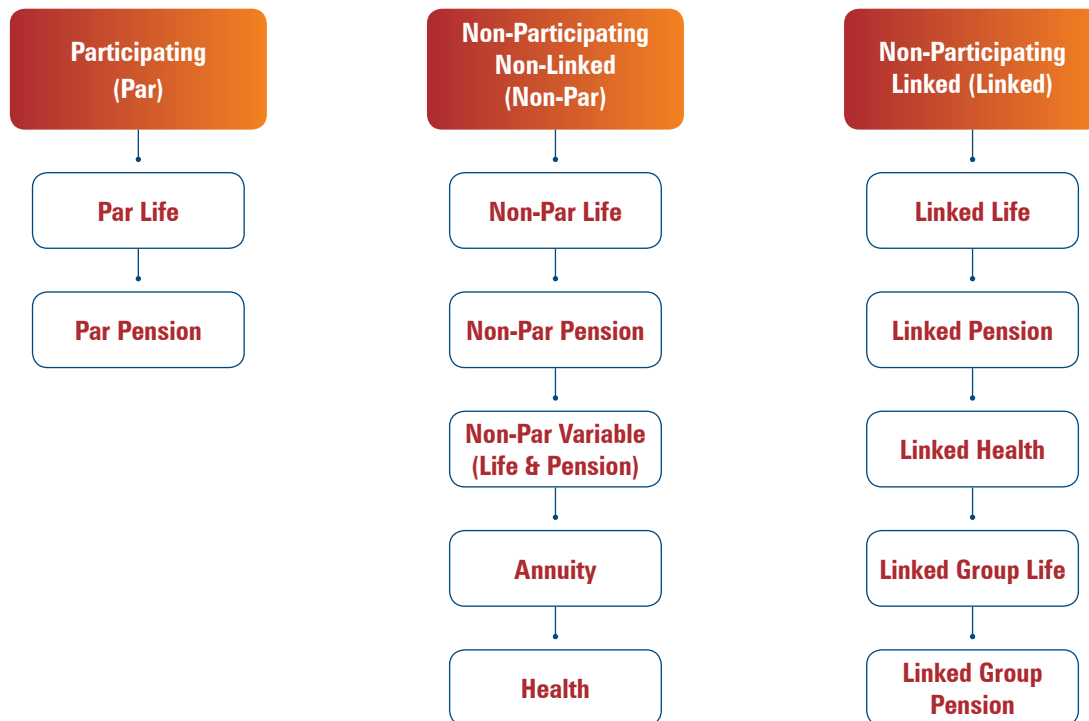 Participating
(Par)
Par Life
Par Pension
Non-Participating
Non-Linked
(Non-Par)
Non-Par Life
Non-Par Pension
Non-Par Variable
(Life & Pension)
Annuity
Health
Non-Participating
Linked (Linked)
Linked Life
Linked Pension
Linked Health
Linked Group Life
Linked Group
Pension